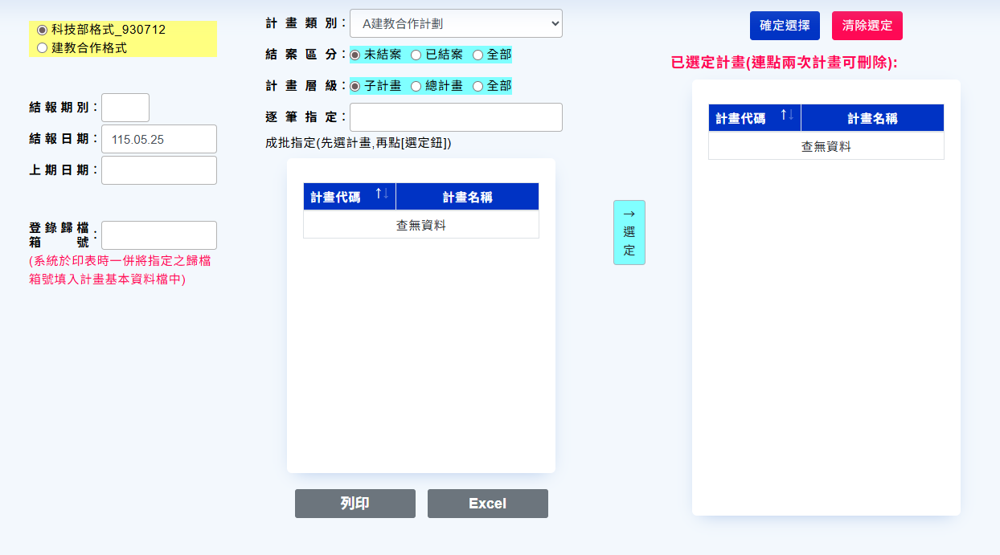 科技部格式_930712
建教合作格式
結報期別：
結報日期： 115.05.25
上期日期：
登錄歸檔箱號：
(系統於印表時一併將指定之歸檔
箱號填入計畫基本資料檔中)
計畫類別： A建教合作計劃
結案區分： 未結案 已結案 全部
計畫層級： 子計畫 總計畫 全部
逐筆指定：
成批指定(先選計畫,再點[選定鈕])
計畫代碼 ↑↓ 計畫名稱
查無資料
列印 Excel
→
選
定
確定選擇 清除選定
已選定計畫(連點兩次計畫可刪除):
計畫代碼 ↑↓ 計畫名稱
查無資料